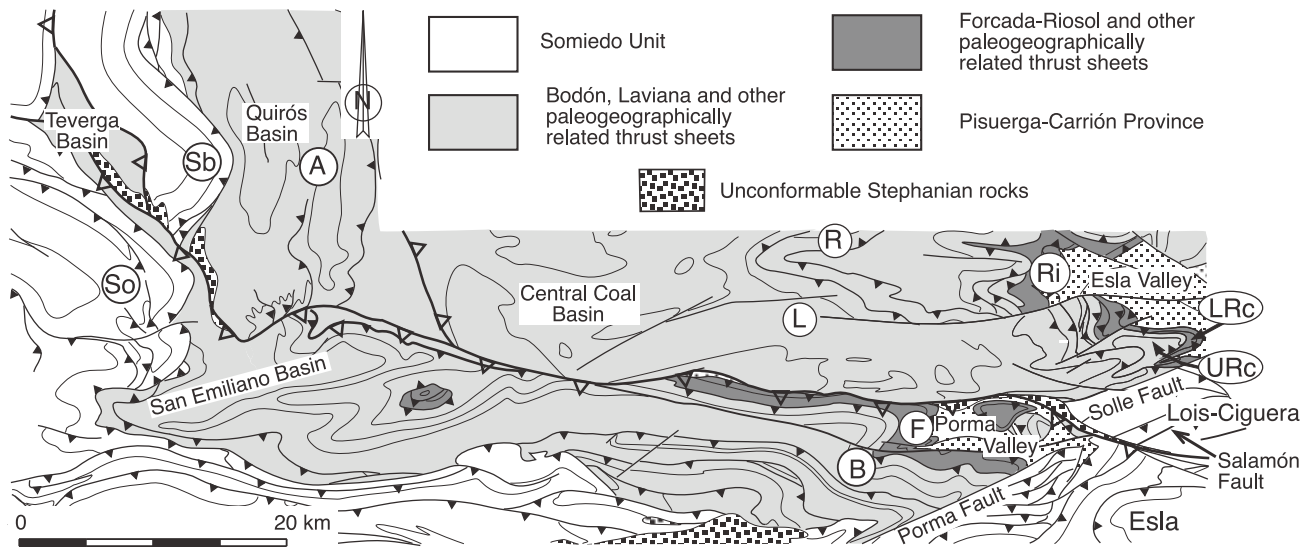 Somiedo Unit
Bodón, Laviana and other
paleogeographically
related thrust sheets
Forcada-Riosol and other
paleogeographically
related thrust sheets
Pisuerga-Carrión Province
Unconformable Stephanian rocks
N
Teverga
Basin
Quirós
Basin
Sb
A
So
R
Ri
Esla Valley
Central Coal
Basin
L
LRc
URc
San Emiliano Basin
Solle Fault
Lois-Ciguera
F
Porma
Valley
B
Salamón
Fault
Porma Fault
Esla
0
20 km